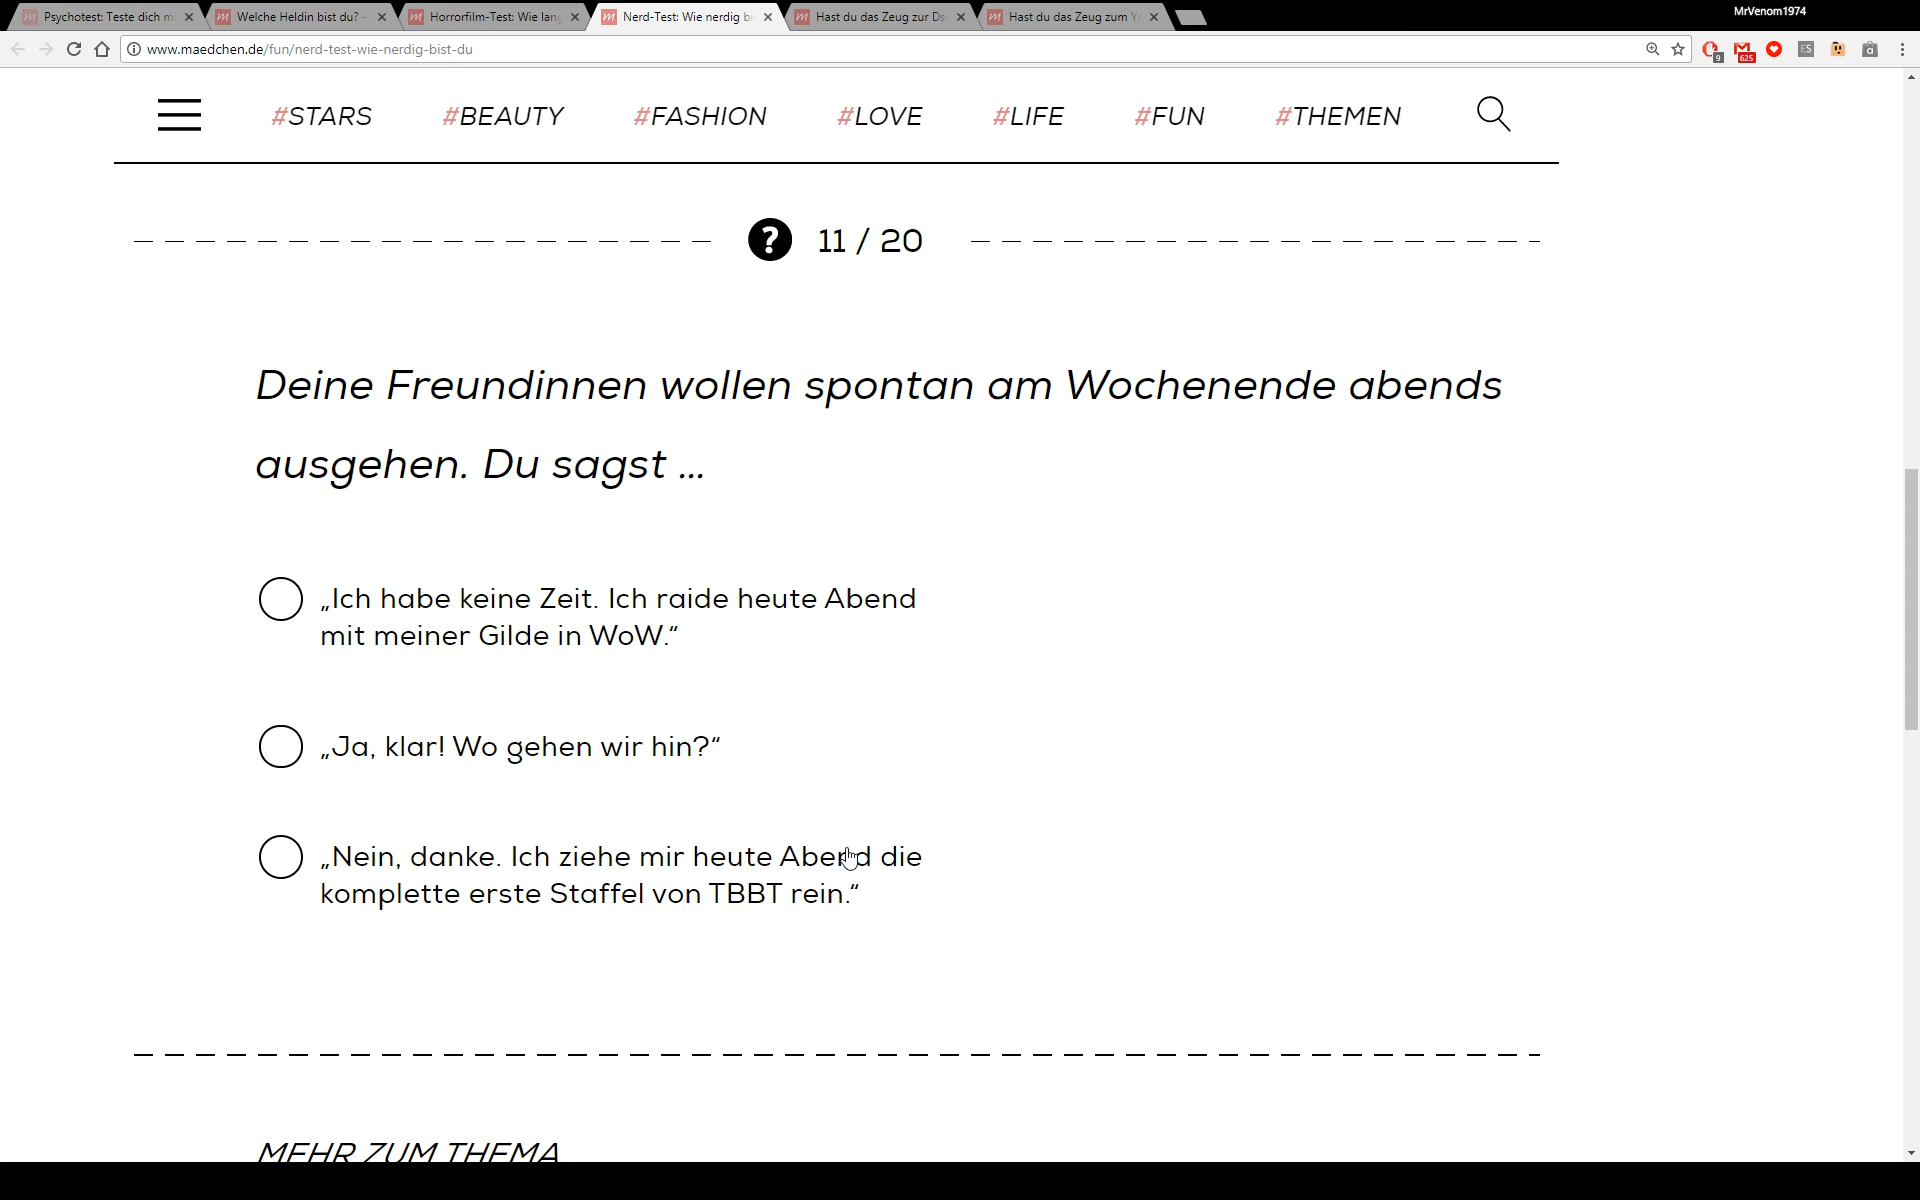 Psychotest: Teste dich m
Welche Heldin bist du? -
Horrorfilm-Test: Wie lang
Nerd-Test: Wie nerdig bi
Hast du das Zeug zur Ds
Hast du das Zeug zum Yo
MrVenom1974
www.maedchen.de/fun/nerd-test-wie-nerdig-bist-du
9
625
ES
a
#STARS #BEAUTY #FASHION #LOVE #LIFE #FUN #THEMEN
? 11 / 20
Deine Freundinnen wollen spontan am Wochenende abends
ausgehen. Du sagst ...
„Ich habe keine Zeit. Ich raide heute Abend
mit meiner Gilde in WoW.“
„Ja, klar! Wo gehen wir hin?“
„Nein, danke. Ich ziehe mir heute Abend die
komplette erste Staffel von TBBT rein.“
MEHR ZUM THEMA